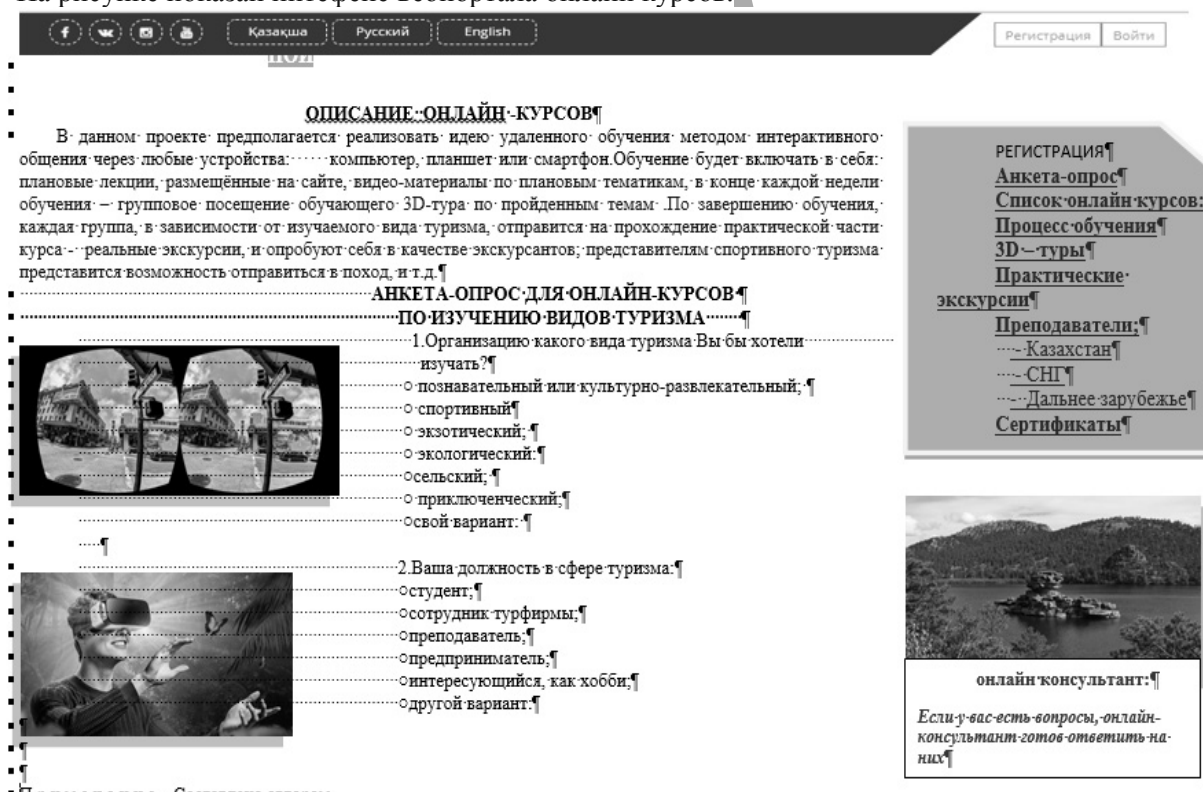 На рисунке показан интефейс вебпортала онлайн курсов.
Қазақша Русский English
Регистрация Войти
ОПИСАНИЕ ОНЛАЙН -КУРСОВ
В данном проекте предполагается реализовать идею удаленного обучения методом интерактивного
общения через любые устройства: компьютер, планшет или смартфон.Обучение будет включать в себя:
плановые лекции, размещённые на сайте, видео-материалы по плановым тематикам, в конце каждой недели
обучения – групповое посещение обучающего 3D-тура по пройденным темам .По завершению обучения,
каждая группа, в зависимости от изучаемого вида туризма, отправится на прохождение практической части
курса - реальные экскурсии, и опробуют себя в качестве экскурсантов; представителям спортивного туризма
представится возможность отправиться в поход, и т.д.
АНКЕТА-ОПРОС ДЛЯ ОНЛАЙН-КУРСОВ
ПО ИЗУЧЕНИЮ ВИДОВ ТУРИЗМА
1.Организацию какого вида туризма Вы бы хотели
изучать?
○ познавательный или культурно-развлекательный;
○ спортивный
○ экзотический;
○ экологический:
○сельский;
○ приключенческий;
○свой вариант:
2.Ваша должность в сфере туризма:
○студент;
○сотрудник турфирмы;
○преподаватель;
○предприниматель;
○интересующийся, как хобби;
○другой вариант:
РЕГИСТРАЦИЯ
Анкета-опрос
Список онлайн курсов:
Процесс обучения
3D – туры
Практические
экскурсии
Преподаватели;
- Казахстан
- СНГ
- Дальнее зарубежье
Сертификаты
онлайн консультант:
Если у вас есть вопросы, онлайн-
консультант готов ответить на
них